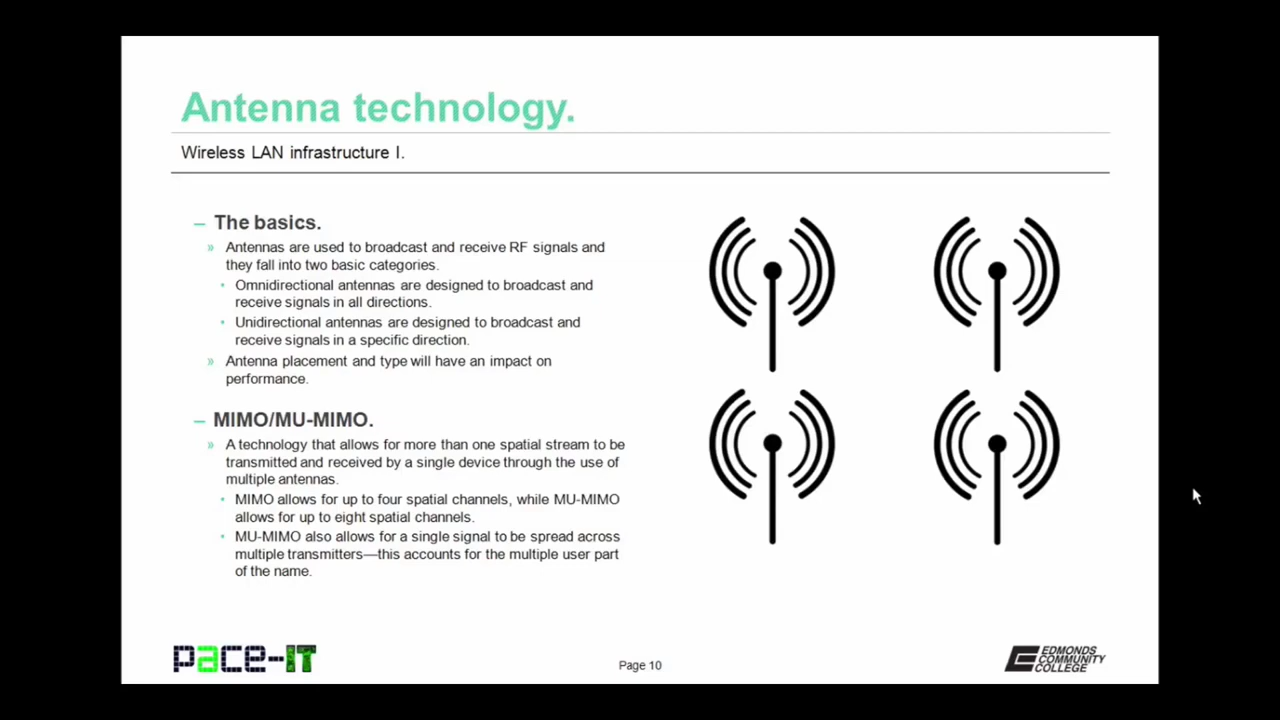 Antenna technology.
Wireless LAN infrastructure I.
– The basics.
» Antennas are used to broadcast and receive RF signals and
they fall into two basic categories.
• Omnidirectional antennas are designed to broadcast and
receive signals in all directions.
• Unidirectional antennas are designed to broadcast and
receive signals in a specific direction.
» Antenna placement and type will have an impact on
performance.
– MIMO/MU-MIMO.
» A technology that allows for more than one spatial stream to be
transmitted and received by a single device through the use of
multiple antennas.
• MIMO allows for up to four spatial channels, while MU-MIMO
allows for up to eight spatial channels.
• MU-MIMO also allows for a single signal to be spread across
multiple transmitters—this accounts for the multiple user part
of the name.
pace-IT
Page 10
EDMONDS
COMMUNITY
COLLEGE